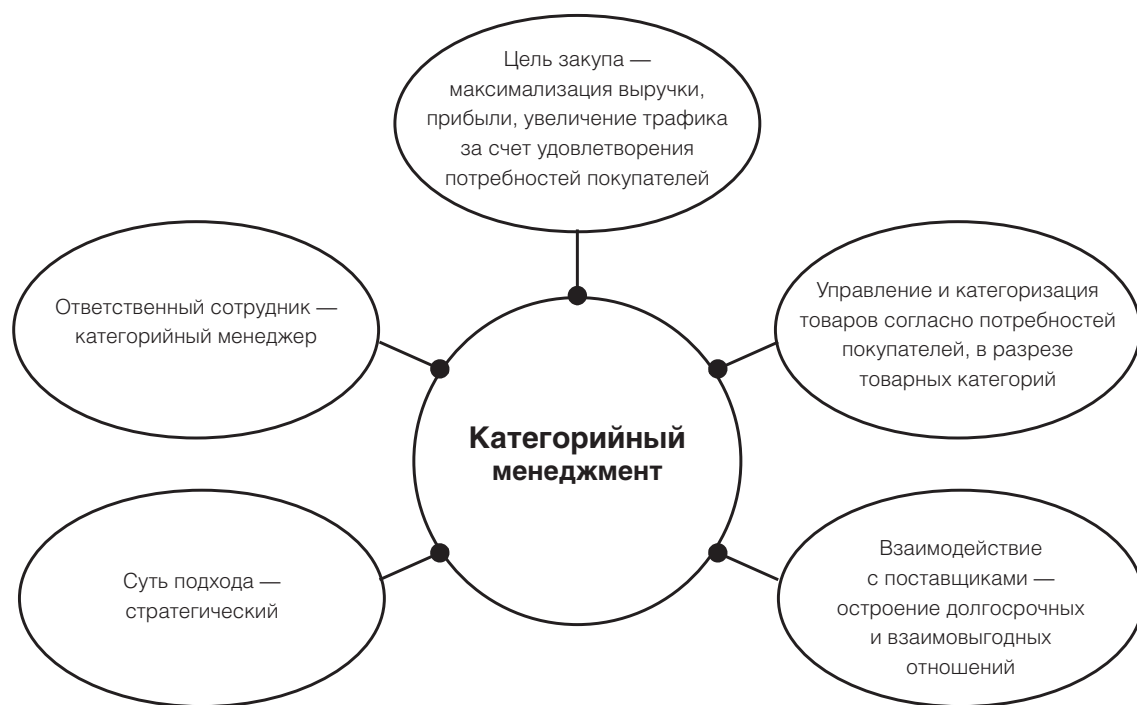 Цель закупа —
максимализация выручки,
прибыли, увеличение трафика
за счет удовлетворения
потребностей покупателей
Ответственный сотрудник —
категорийный менеджер
Управление и категоризация
товаров согласно потребностей
покупателей, в разрезе
товарных категорий
Категорийный
менеджмент
Суть подхода —
стратегический
Взаимодействие
с поставщиками —
остроение долгосрочных
и взаимовыгодных
отношений